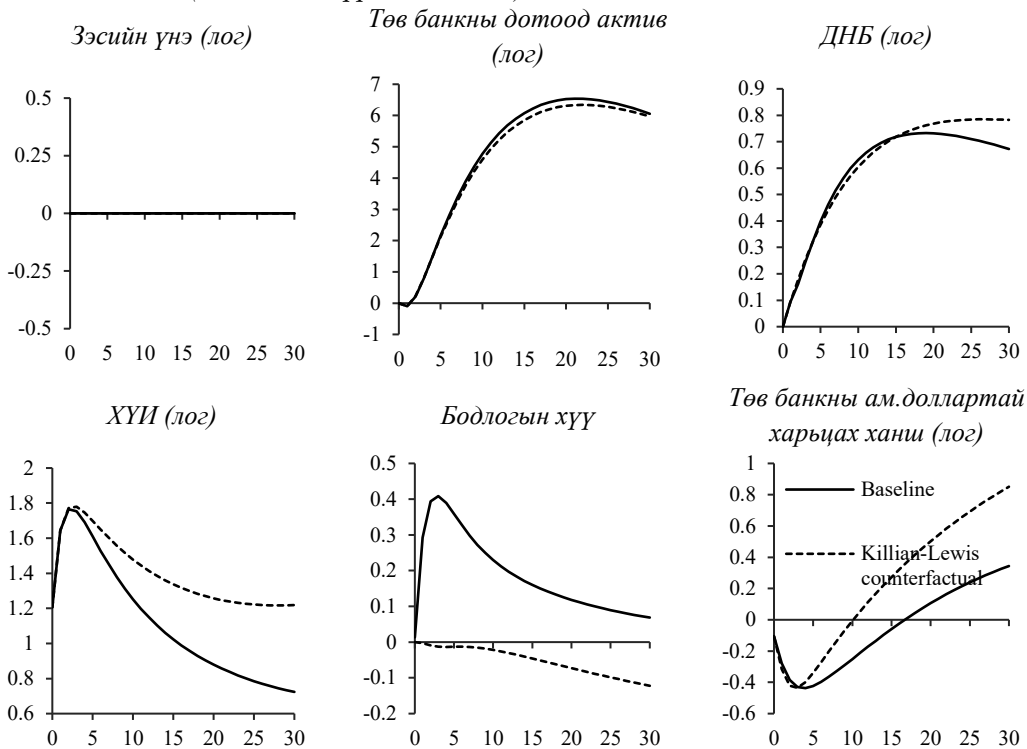 Зэсийн үнэ (лог)
Төв банкны дотоод актив
(лог)
ДНБ (лог)
0.5
0.25
0
-0.25
-0.5
0 5 10 15 20 25 30
7
6
5
4
3
2
1
0
-1
0 5 10 15 20 25 30
0.9
0.8
0.7
0.6
0.5
0.4
0.3
0.2
0.1
0
0 5 10 15 20 25 30
ХҮИ (лог)
Бодлогын хүү
Төв банкны ам.доллартай
харьцах ханш (лог)
2
1.8
1.6
1.4
1.2
1
0.8
0.6
0 5 10 15 20 25 30
0.5
0.4
0.3
0.2
0.1
0
-0.1
-0.2
0 5 10 15 20 25 30
1
0.8
0.6
0.4
0.2
0
-0.2
-0.4
-0.6
Baseline
Killian-Lewis
counterfactual
0 5 10 15 20 25 30